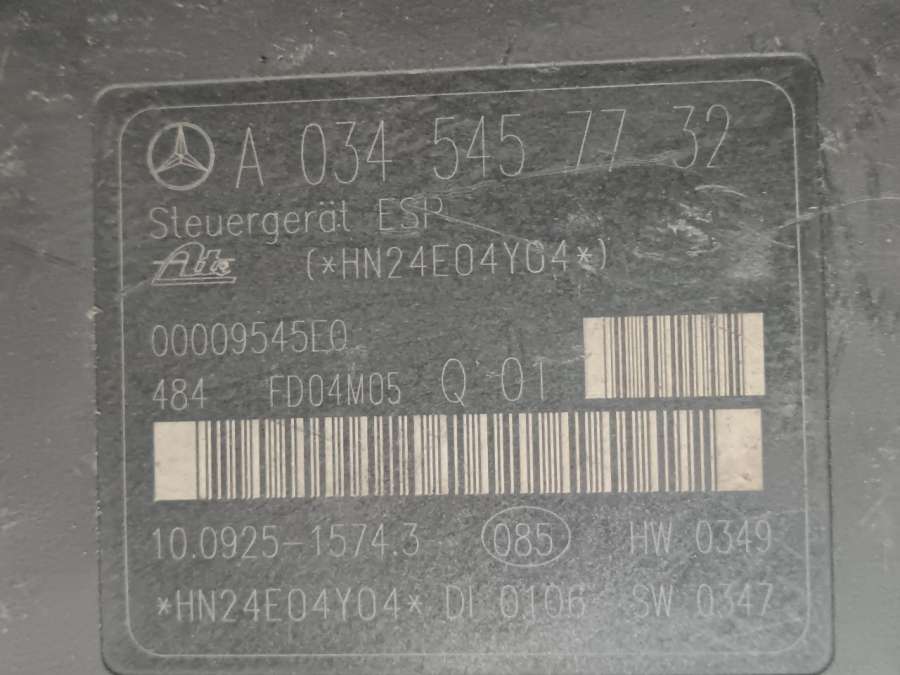 A 034 545 77 32
Steuergerät ESP
Ate (*HN24E04Y04*)
00009545E0
484 FD04M05 Q 01
10.0925-1574.3 085 HW 0349
*HN24E04Y04* DI 0106 SW 0347